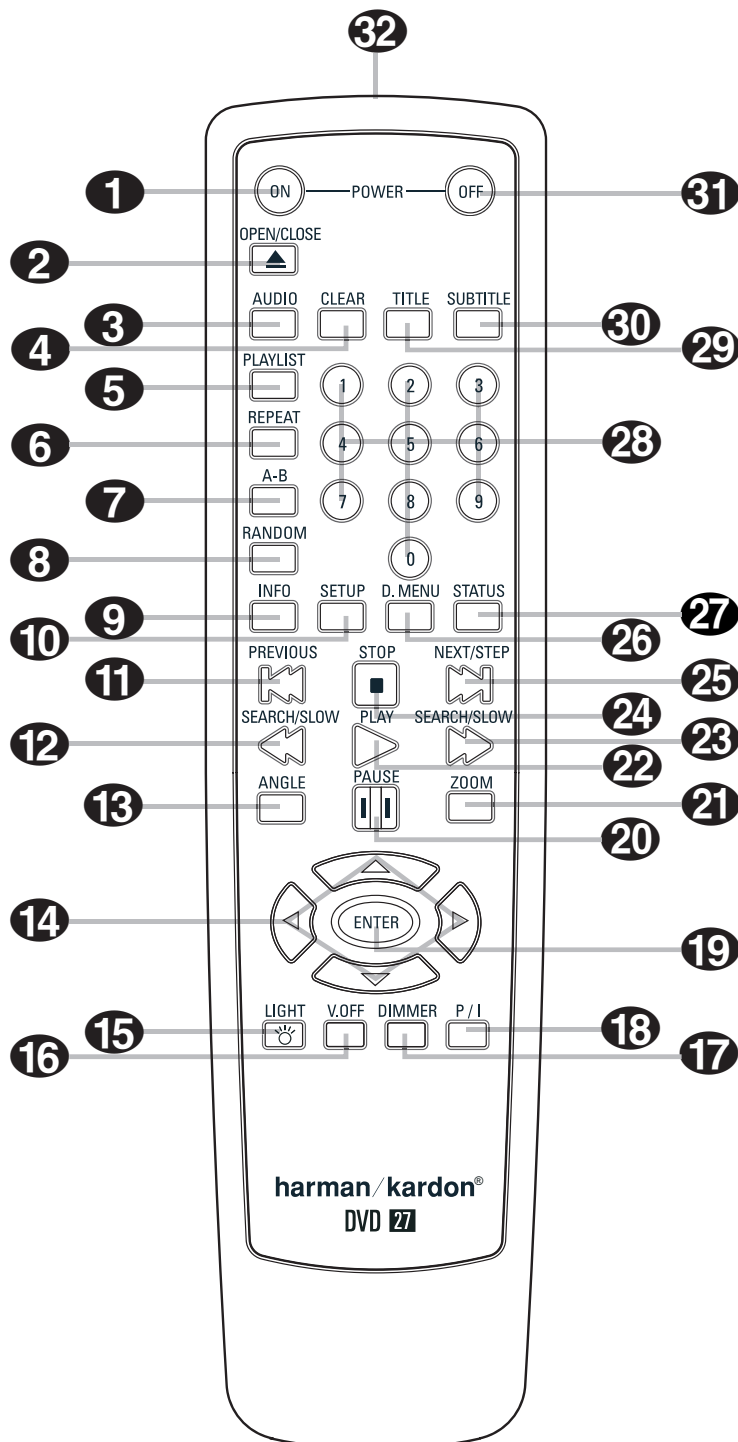 32
1 ON POWER OFF 31
OPEN/CLOSE
2
AUDIO CLEAR TITLE SUBTITLE
3 30
4 29
PLAYLIST
5 1 2 3
REPEAT
6 4 5 6 28
A-B
7 7 8 9
RANDOM
8 0
INFO SETUP D. MENU STATUS
9 27
10 26
PREVIOUS STOP NEXT/STEP
11 25
24
SEARCH/SLOW PLAY SEARCH/SLOW
12 23
22
ANGLE PAUSE ZOOM
13 21
20
14 ENTER 19
LIGHT V.OFF DIMMER P / I
15 18
16 17
harman/kardon®
DVD 27